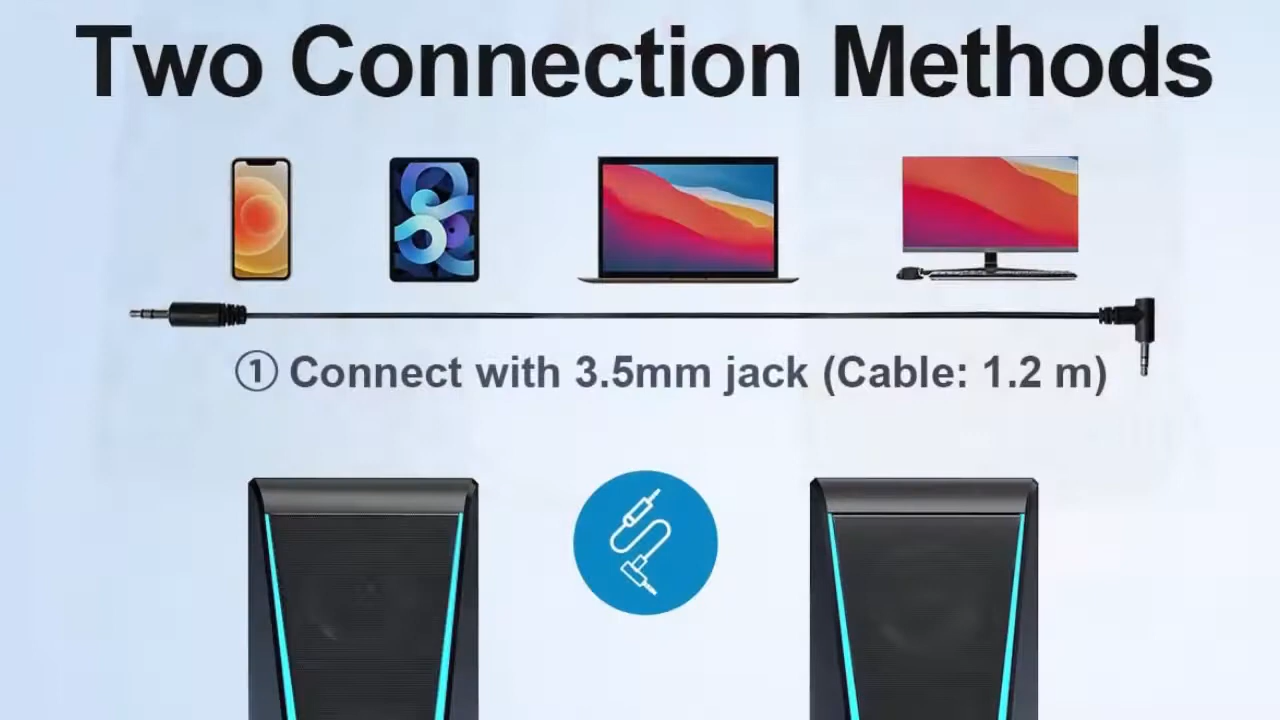 Two Connection Methods
① Connect with 3.5mm jack (Cable: 1.2 m)